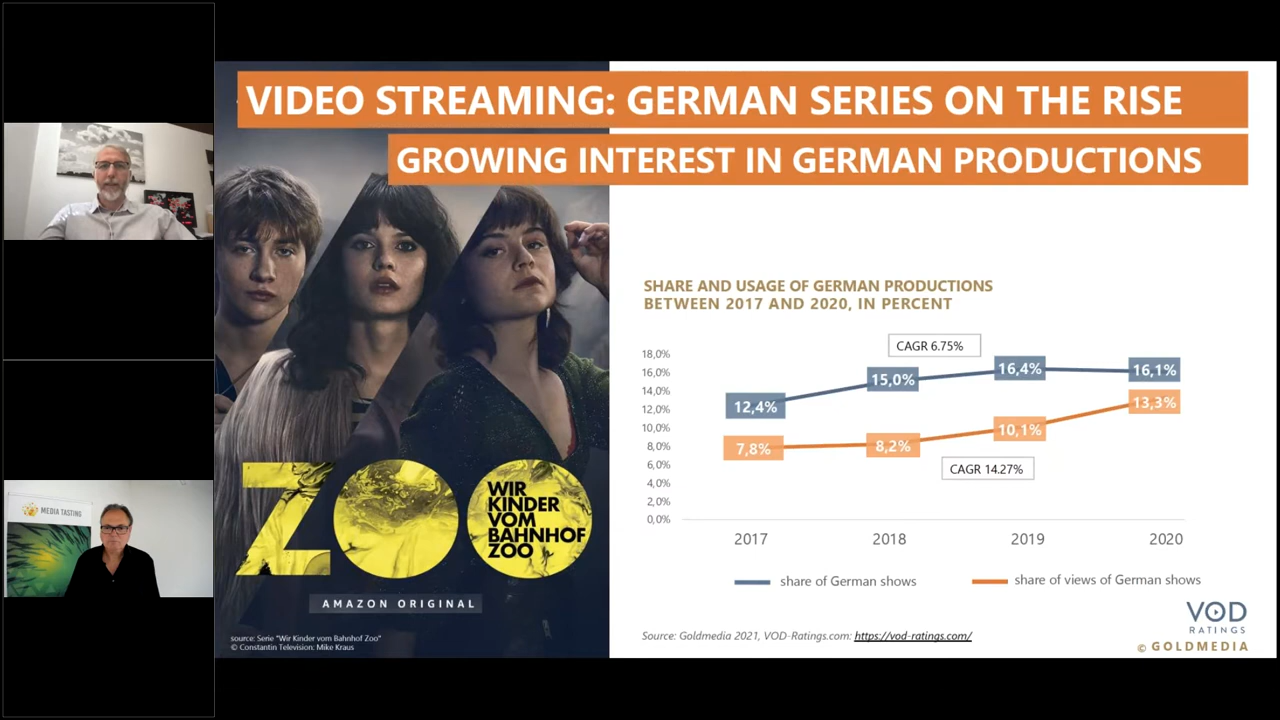 VIDEO STREAMING: GERMAN SERIES ON THE RISE
GROWING INTEREST IN GERMAN PRODUCTIONS
MEDIA TASTING
ZOO
WIR
KINDER
VOM
BAHNHOF
ZOO
AMAZON ORIGINAL
source: Serie "Wir Kinder vom Bahnhof Zoo"
© Constantin Television: Mike Kraus
SHARE AND USAGE OF GERMAN PRODUCTIONS
BETWEEN 2017 AND 2020, IN PERCENT
18,0%
16,0%
14,0%
12,0%
10,0%
8,0%
6,0%
4,0%
2,0%
0,0%
CAGR 6.75%
12,4%
15,0%
16,4%
16,1%
7,8%
8,2%
10,1%
13,3%
CAGR 14.27%
2017
2018
2019
2020
share of German shows
share of views of German shows
Source: Goldmedia 2021, VOD-Ratings.com: https://vod-ratings.com/
VOD
RATINGS
© GOLDMEDIA